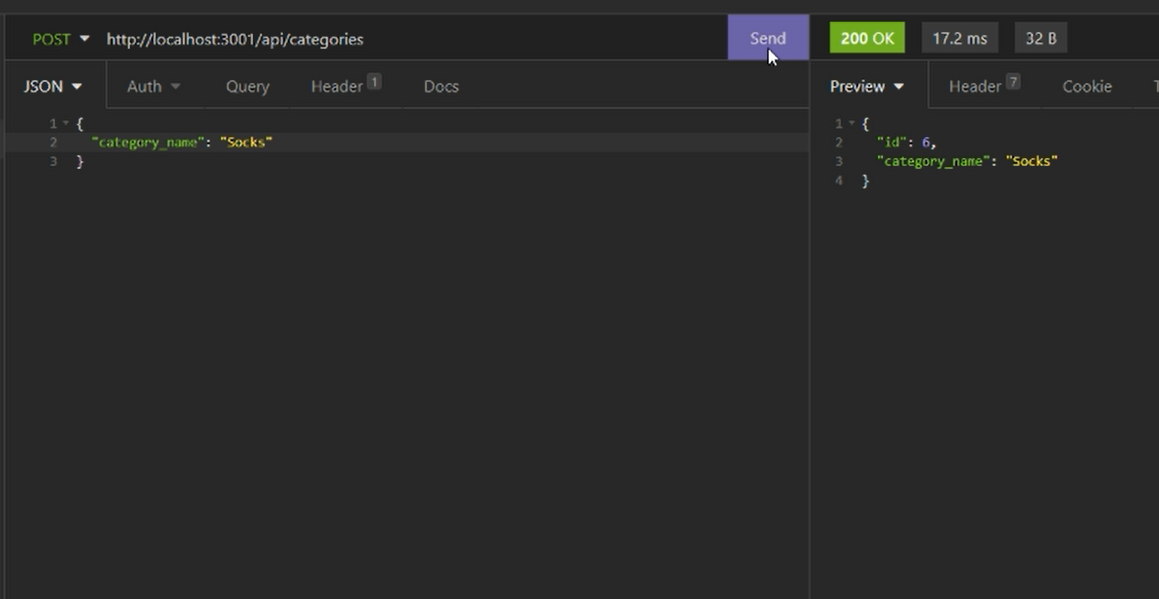 POST http://localhost:3001/api/categories Send 200 OK 17.2 ms 32 B
JSON Auth Query Header 1 Docs Preview Header 7 Cookie
1 {
2 "category_name": "Socks"
3 }
1 {
2 "id": 6,
3 "category_name": "Socks"
4 }